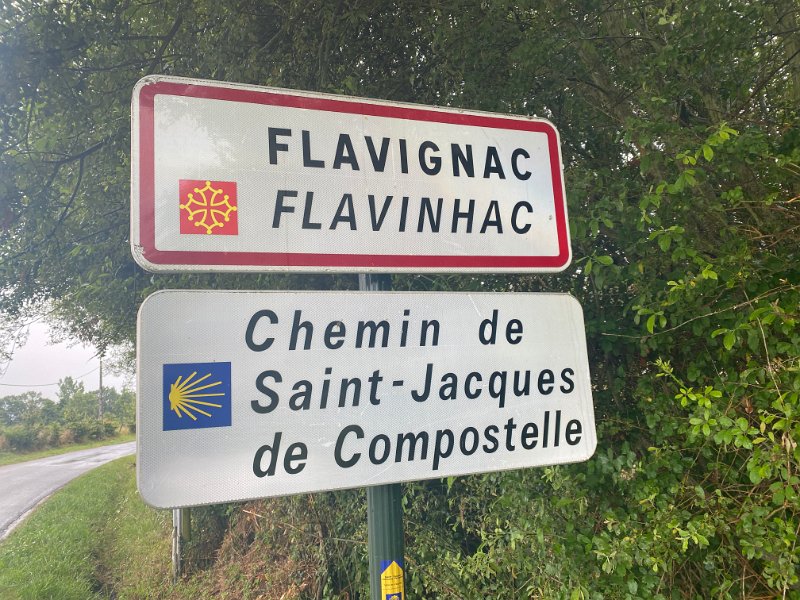 FLAVIGNAC
FLAVINHAC
Chemin de
Saint-Jacques
de Compostelle